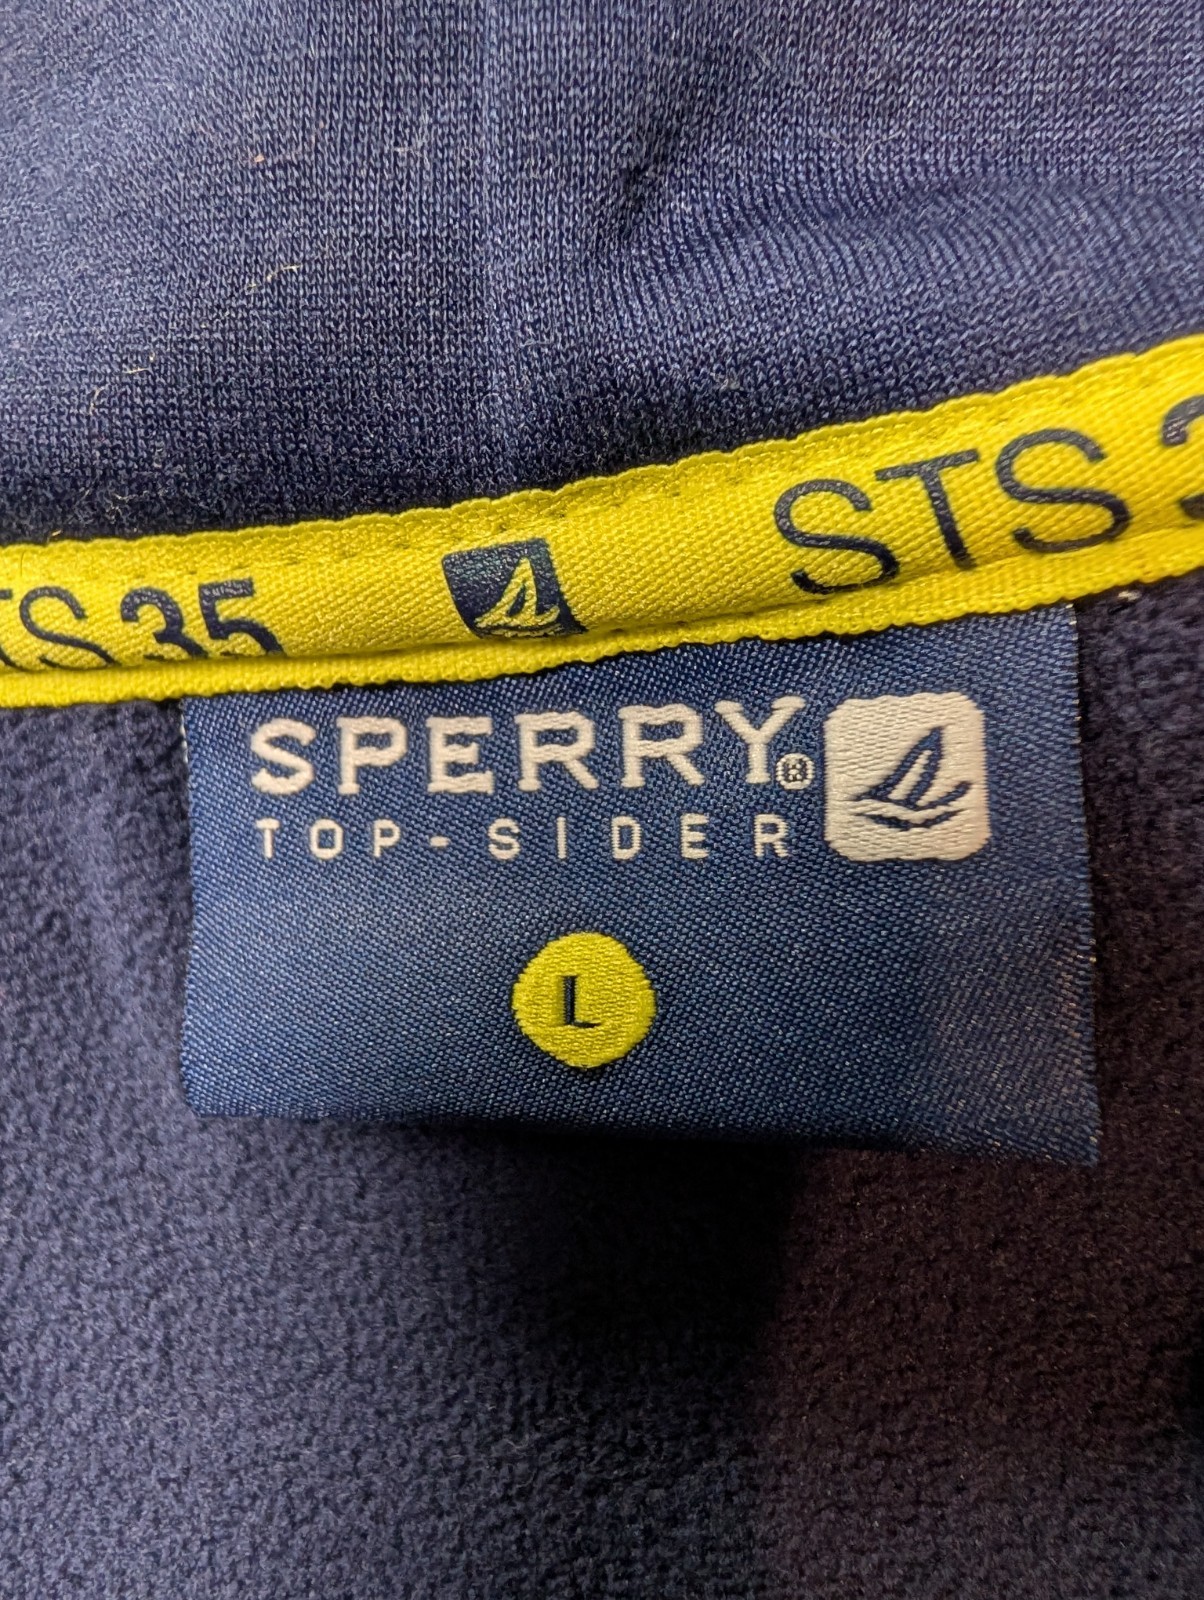 STS 35
STS 3
SPERRY®
TOP-SIDER
L